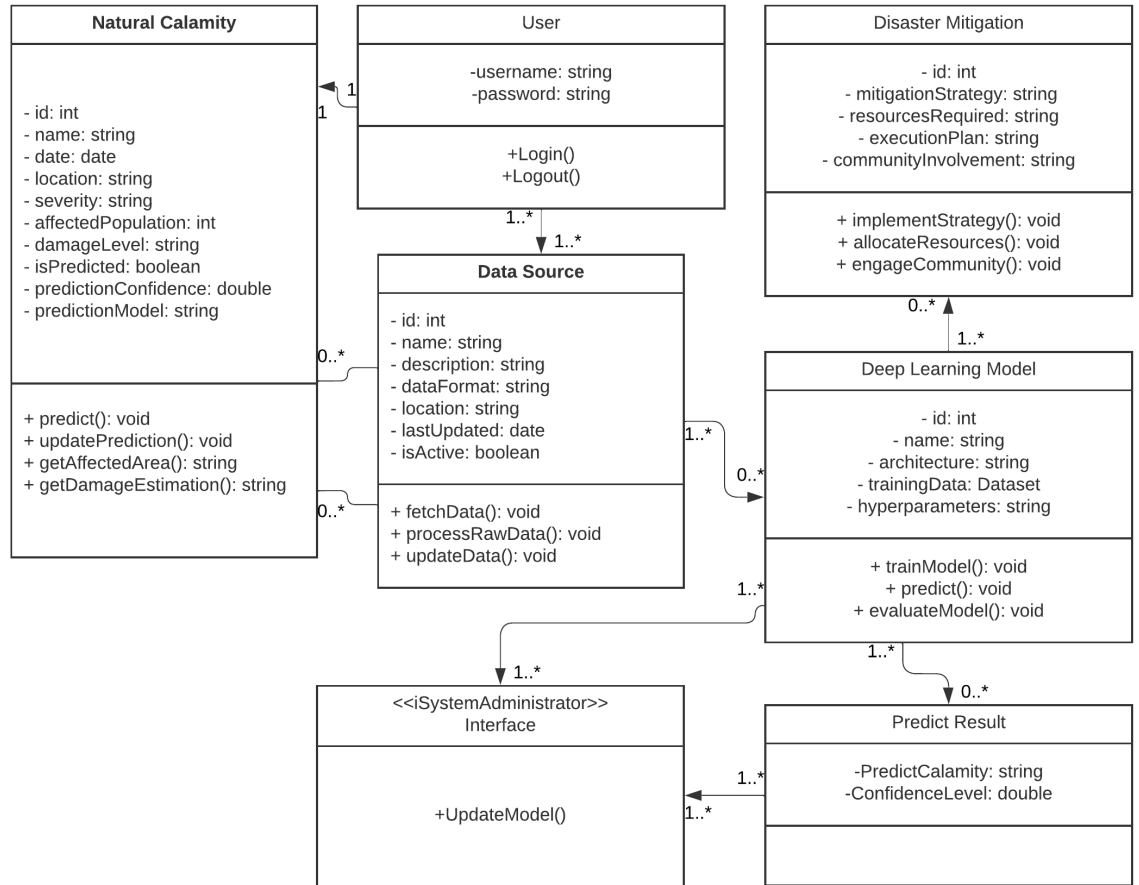 Natural Calamity
- id: int
- name: string
- date: date
- location: string
- severity: string
- affectedPopulation: int
- damageLevel: string
- isPredicted: boolean
- predictionConfidence: double
- predictionModel: string
+ predict(): void
+ updatePrediction(): void
+ getAffectedArea(): string
+ getDamageEstimation(): string
1
1
User
-username: string
-password: string
+Login()
+Logout()
1..*
1..*
Data Source
- id: int
- name: string
- description: string
- dataFormat: string
- location: string
- lastUpdated: date
- isActive: boolean
+ fetchData(): void
+ processRawData(): void
+ updateData(): void
0..*
0..*
1..*
0..*
Disaster Mitigation
- id: int
- mitigationStrategy: string
- resourcesRequired: string
- executionPlan: string
- communityInvolvement: string
+ implementStrategy(): void
+ allocateResources(): void
+ engageCommunity(): void
0..*
1..*
Deep Learning Model
- id: int
- name: string
- architecture: string
- trainingData: Dataset
- hyperparameters: string
+ trainModel(): void
+ predict(): void
+ evaluateModel(): void
1..*
1..*
1..*
0..*
<<iSystemAdministrator>>
Interface
+UpdateModel()
1..*
1..*
Predict Result
-PredictCalamity: string
-ConfidenceLevel: double